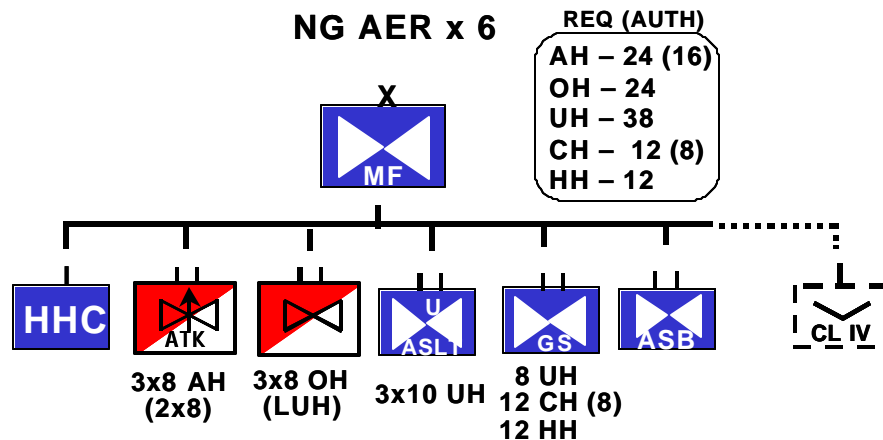 NG AER x 6
REQ (AUTH)
AH – 24 (16)
OH – 24
UH – 38
CH – 12 (8)
HH – 12
X
MF
HHC
ATK
U
ASLT
GS
ASB
CL IV
3x8 AH
(2x8)
3x8 OH
(LUH)
3x10 UH
8 UH
12 CH (8)
12 HH